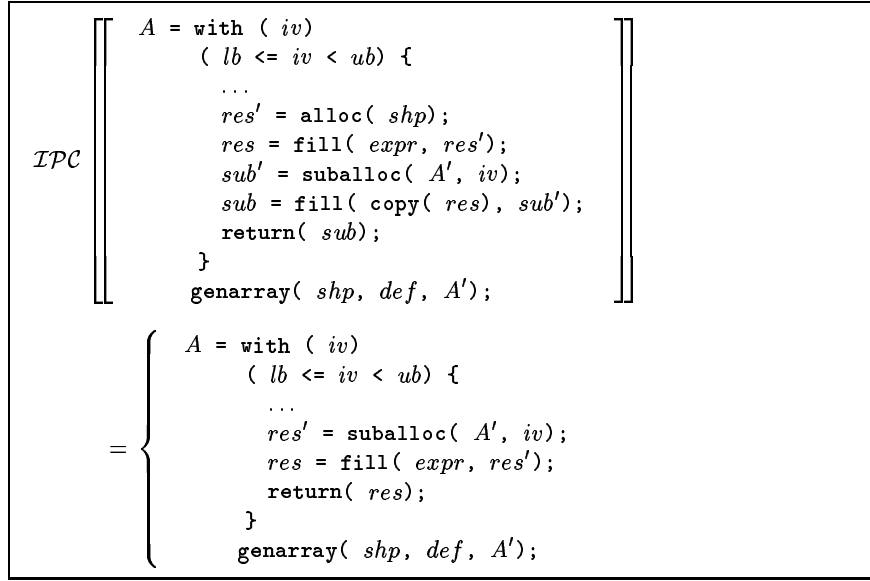 A = with ( iv)
( lb <= iv < ub) {
...
res′ = alloc( shp);
res = fill( expr, res′);
IPC
sub′ = suballoc( A′, iv);
sub = fill( copy( res), sub′);
return( sub);
}
genarray( shp, def, A′);
A = with ( iv)
( lb <= iv < ub) {
...
res′ = suballoc( A′, iv);
=
res = fill( expr, res′);
return( res);
}
genarray( shp, def, A′);